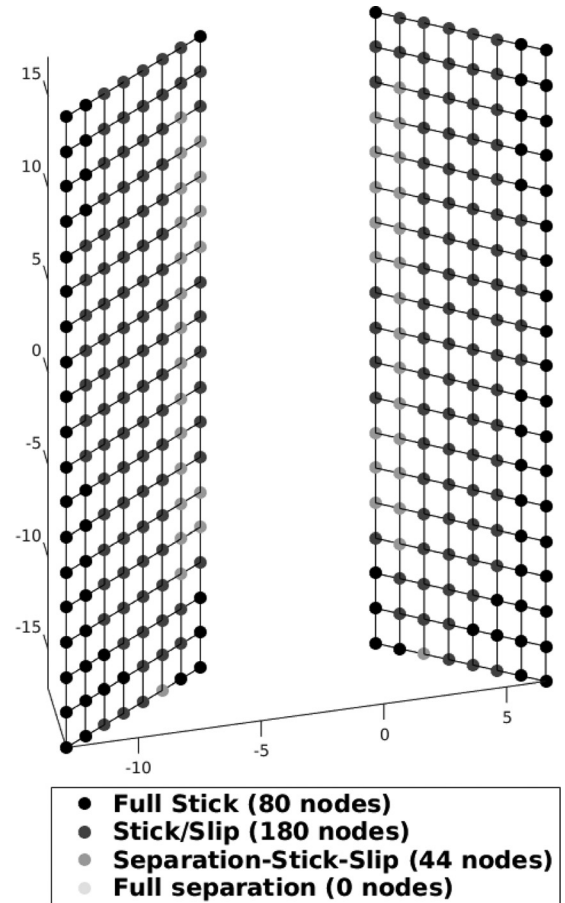 15
10
5
0
-5
-10
-15
-10
-5
0
5
Full Stick (80 nodes)
Stick/Slip (180 nodes)
Separation-Stick-Slip (44 nodes)
Full separation (0 nodes)